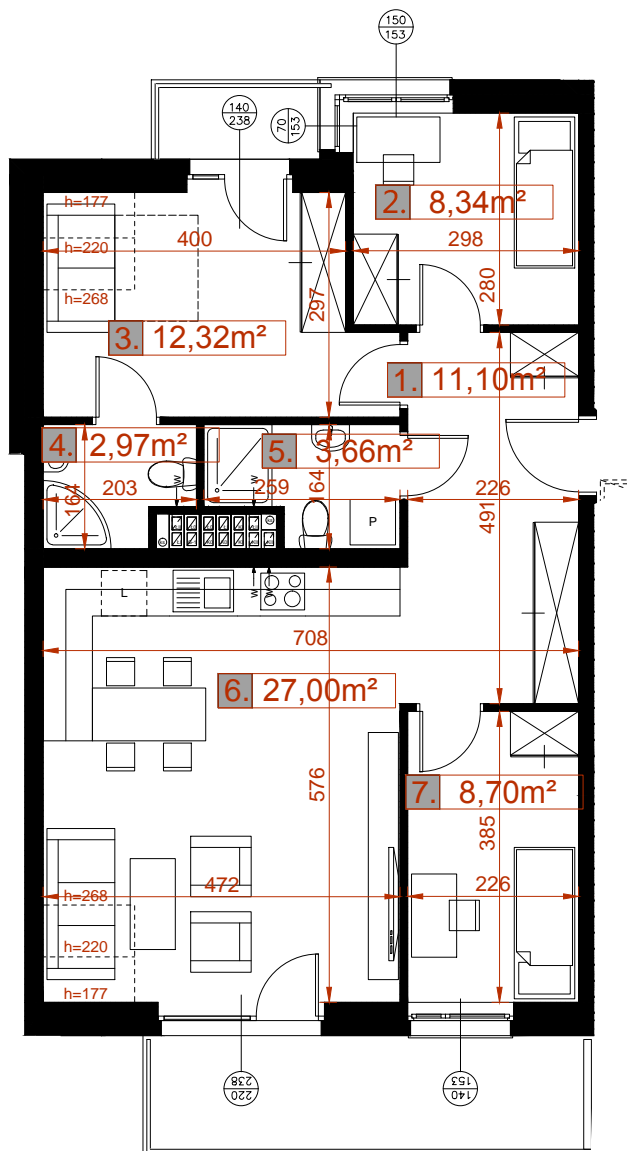 150
153
140
238
70
153
h=177
2. 8,34m²
400
298
h=220
280
297
h=268
3. 12,32m²
1. 11,10m²
4. 2,97m²
5. 3,66m²
164
203
W
259
164
226
491
P
L
W
W
708
6. 27,00m²
576
7. 8,70m²
385
472
226
h=268
h=220
h=177
220
238
140
153